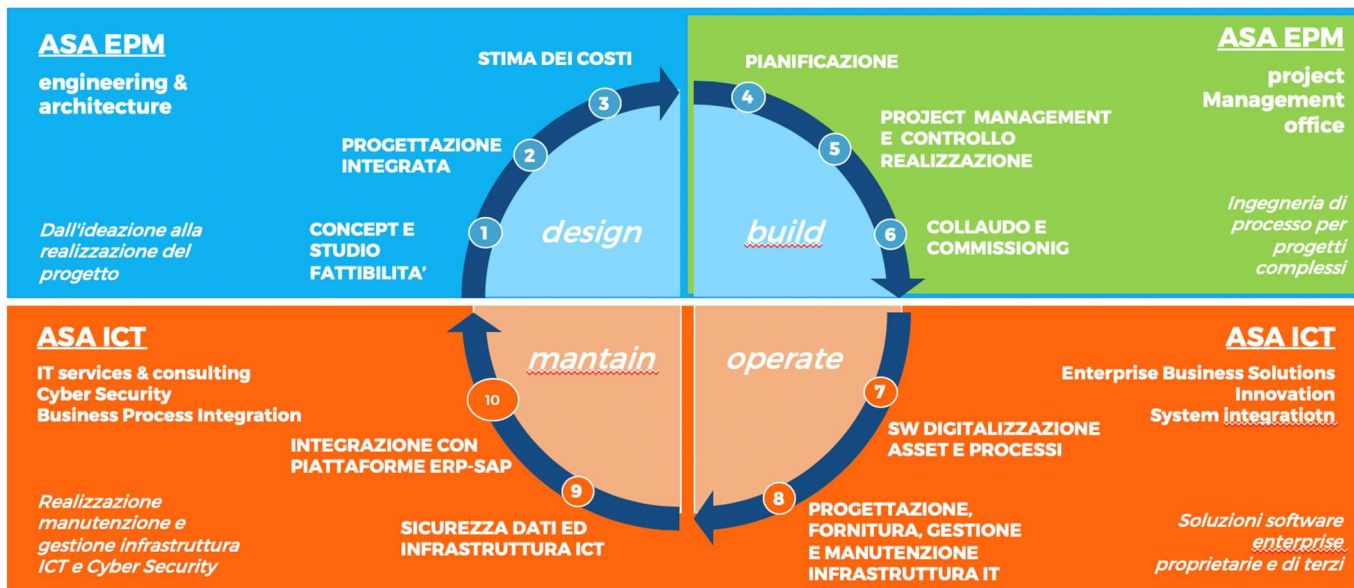 ASA EPM
engineering &
architecture
Dall'ideazione alla
realizzazione del
progetto
STIMA DEI COSTI
3
PROGETTAZIONE
INTEGRATA
2
CONCEPT E
STUDIO
FATTIBILITA’
1
design
ASA EPM
project
Management
office
Ingegneria di
processo per
progetti
complessi
PIANIFICAZIONE
4
PROJECT MANAGEMENT
E CONTROLLO
REALIZZAZIONE
5
COLLAUDO E
COMMISSIONIG
6
build
ASA ICT
IT services & consulting
Cyber Security
Business Process Integration
mantain
10
INTEGRAZIONE CON
PIATTAFORME ERP-SAP
9
SICUREZZA DATI ED
INFRASTRUTTURA ICT
Realizzazione
manutenzione e
gestione infrastruttura
ICT e Cyber Security
ASA ICT
Enterprise Business Solutions
Innovation
System integratiotn
operate
7
SW DIGITALIZZAZIONE
ASSET E PROCESSI
8
PROGETTAZIONE,
FORNITURA, GESTIONE
E MANUTENZIONE
INFRASTRUTTURA IT
Soluzioni software
enterprise
proprietarie e di terzi